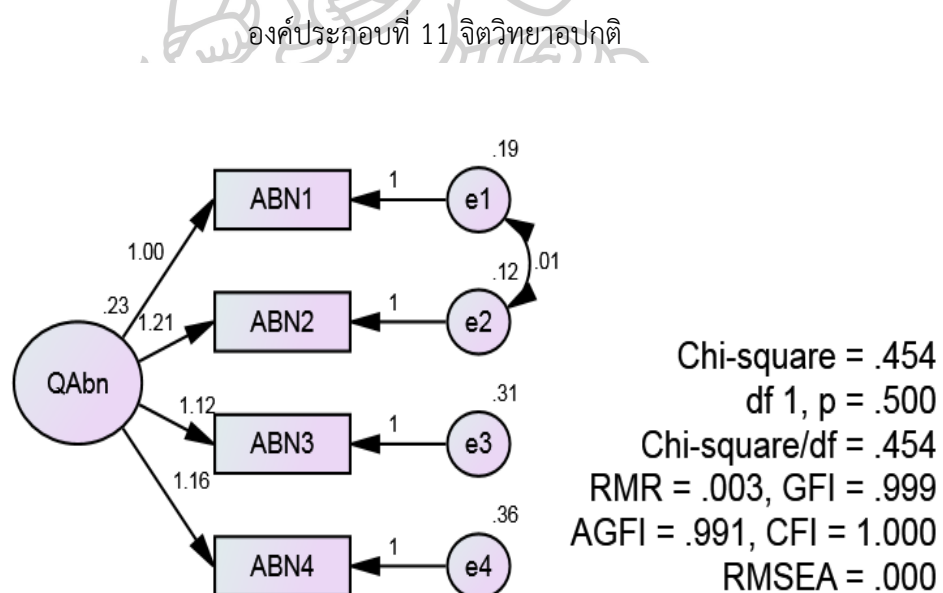 องค์ประกอบที่ 11 จิตวิทยาอปกติ
.19
ABN1
1
e1
1.00
.01
.23
.12
1.21
ABN2
1
e2
QAbn
Chi-square = .454
df 1, p = .500
.31
1.12
ABN3
1
e3
Chi-square/df = .454
1.16
RMR = .003, GFI = .999
.36
AGFI = .991, CFI = 1.000
ABN4
1
e4
RMSEA = .000